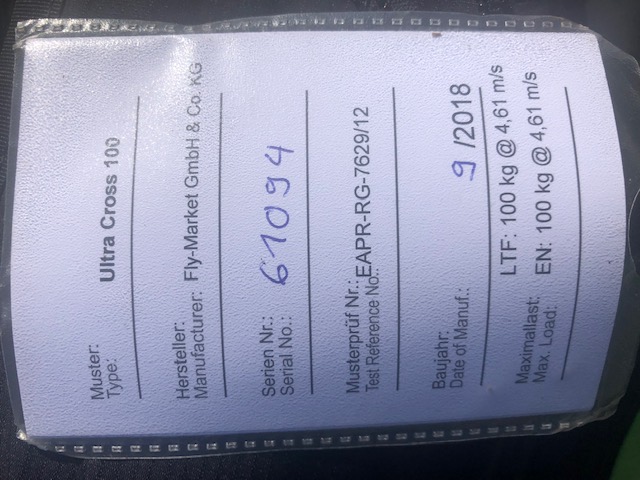 Muster:
Type: Ultra Cross 100
Hersteller:
Manufacturer: Fly-Market GmbH & Co. KG
Serien Nr.:
Serial No.: 61094
Musterprüf Nr.:
Test Reference No.: EAPR-RG-7629/12
Baujahr:
Date of Manuf.: 9 /2018
Maximallast: LTF: 100 kg @ 4,61 m/s
Max. Load: EN: 100 kg @ 4,61 m/s